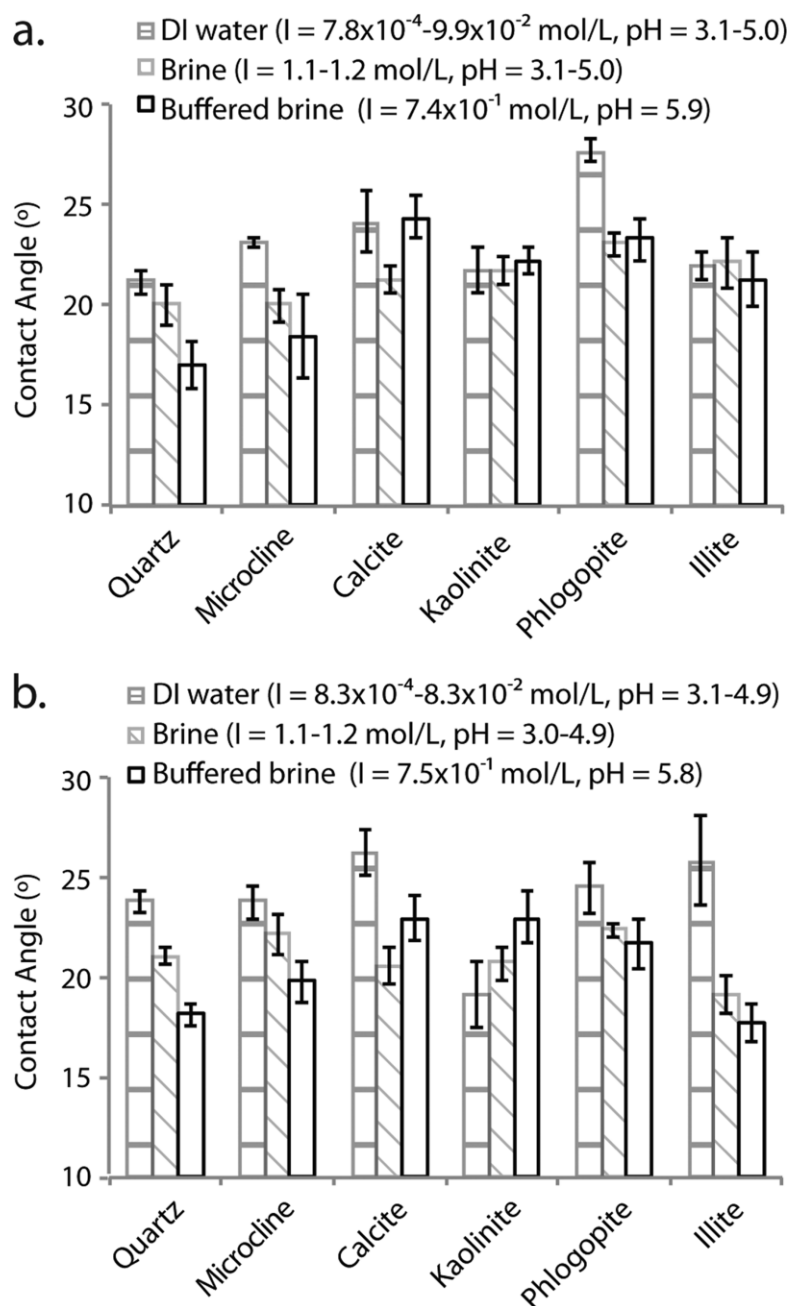 a.
DI water (I = 7.8x10⁻⁴-9.9x10⁻² mol/L, pH = 3.1-5.0)
Brine (I = 1.1-1.2 mol/L, pH = 3.1-5.0)
Buffered brine (I = 7.4x10⁻¹ mol/L, pH = 5.9)
Contact Angle (º)
30
25
20
15
10
Quartz
Microcline
Calcite
Kaolinite
Phlogopite
Illite
b.
DI water (I = 8.3x10⁻⁴-8.3x10⁻² mol/L, pH = 3.1-4.9)
Brine (I = 1.1-1.2 mol/L, pH = 3.0-4.9)
Buffered brine (I = 7.5x10⁻¹ mol/L, pH = 5.8)
Contact Angle (º)
30
25
20
15
10
Quartz
Microcline
Calcite
Kaolinite
Phlogopite
Illite